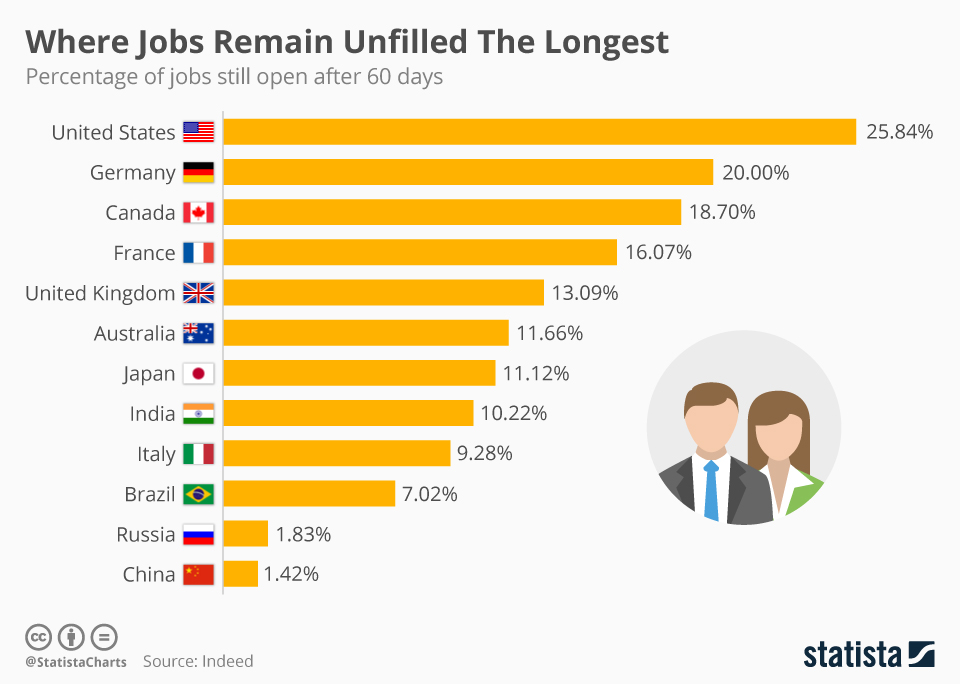 Where Jobs Remain Unfilled The Longest
Percentage of jobs still open after 60 days
United States 25.84%
Germany 20.00%
Canada 18.70%
France 16.07%
United Kingdom 13.09%
Australia 11.66%
Japan 11.12%
India 10.22%
Italy 9.28%
Brazil 7.02%
Russia 1.83%
China 1.42%
cc
@StatistaCharts Source: Indeed
statista